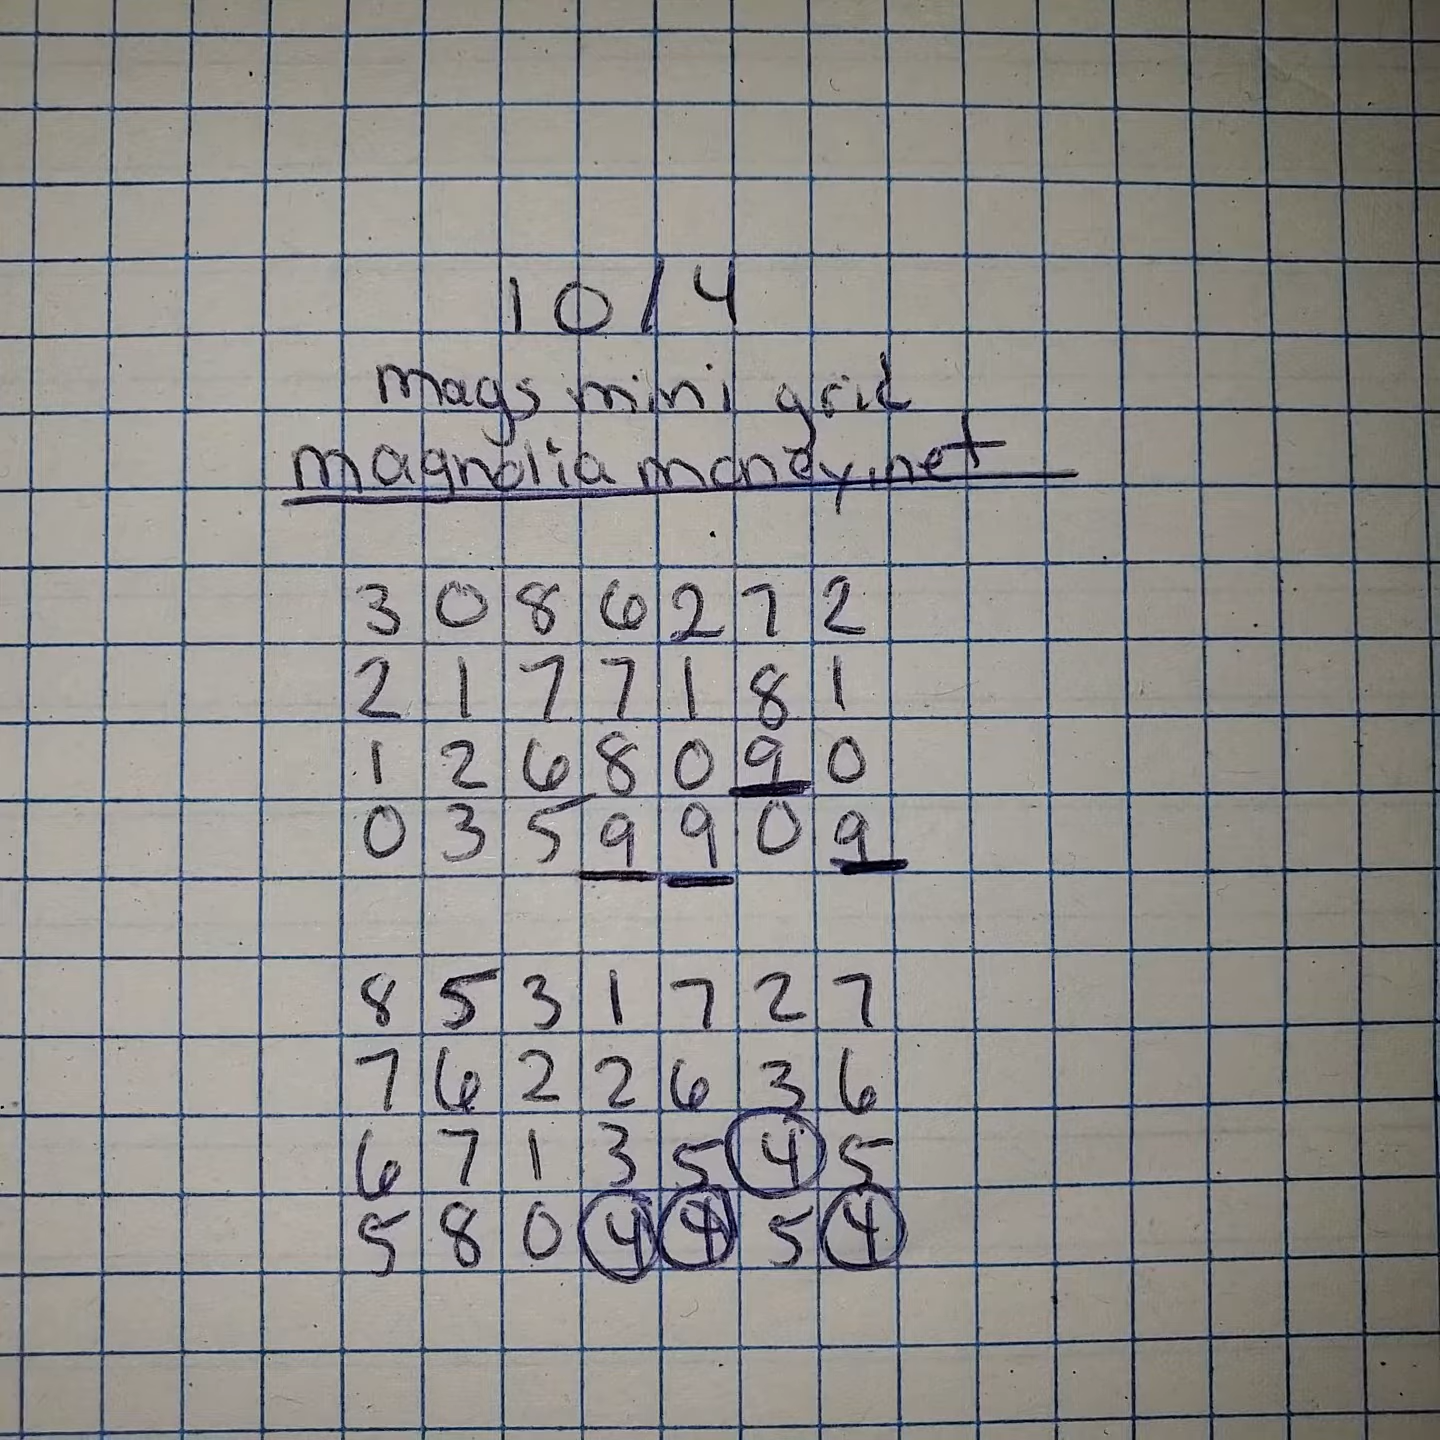 10/4
mags mini grid
magnolia money.net
3 0 8 6 2 7 2
2 1 7 7 1 8 1
1 2 6 8 0 9 0
0 3 5 9 9 0 9
8 5 3 1 7 2 7
7 6 2 2 6 3 6
6 7 1 3 5 4 5
5 8 0 4 4 5 4